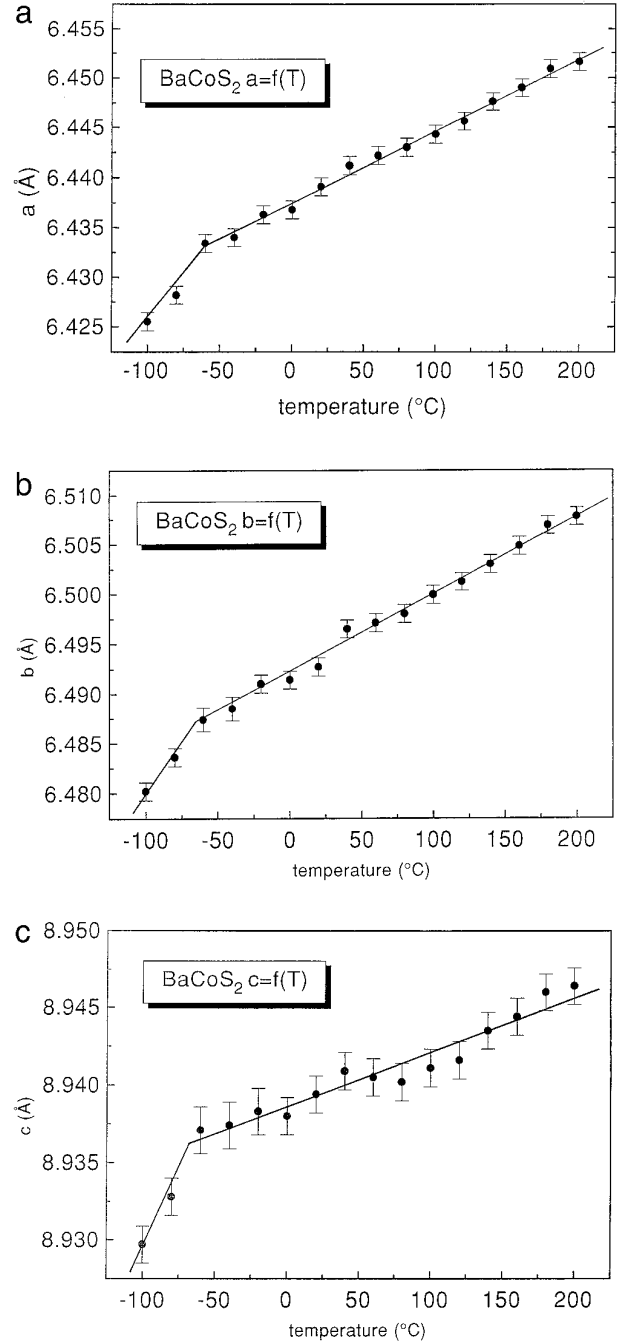 a
BaCoS₂ a=f(T)
6.455
6.450
6.445
6.440
6.435
6.430
6.425
a (Å)
-100 -50 0 50 100 150 200
temperature (°C)
b
BaCoS₂ b=f(T)
6.510
6.505
6.500
6.495
6.490
6.485
6.480
b (Å)
-100 -50 0 50 100 150 200
temperature (°C)
c
BaCoS₂ c=f(T)
8.950
8.945
8.940
8.935
8.930
c (Å)
-100 -50 0 50 100 150 200
temperature (°C)